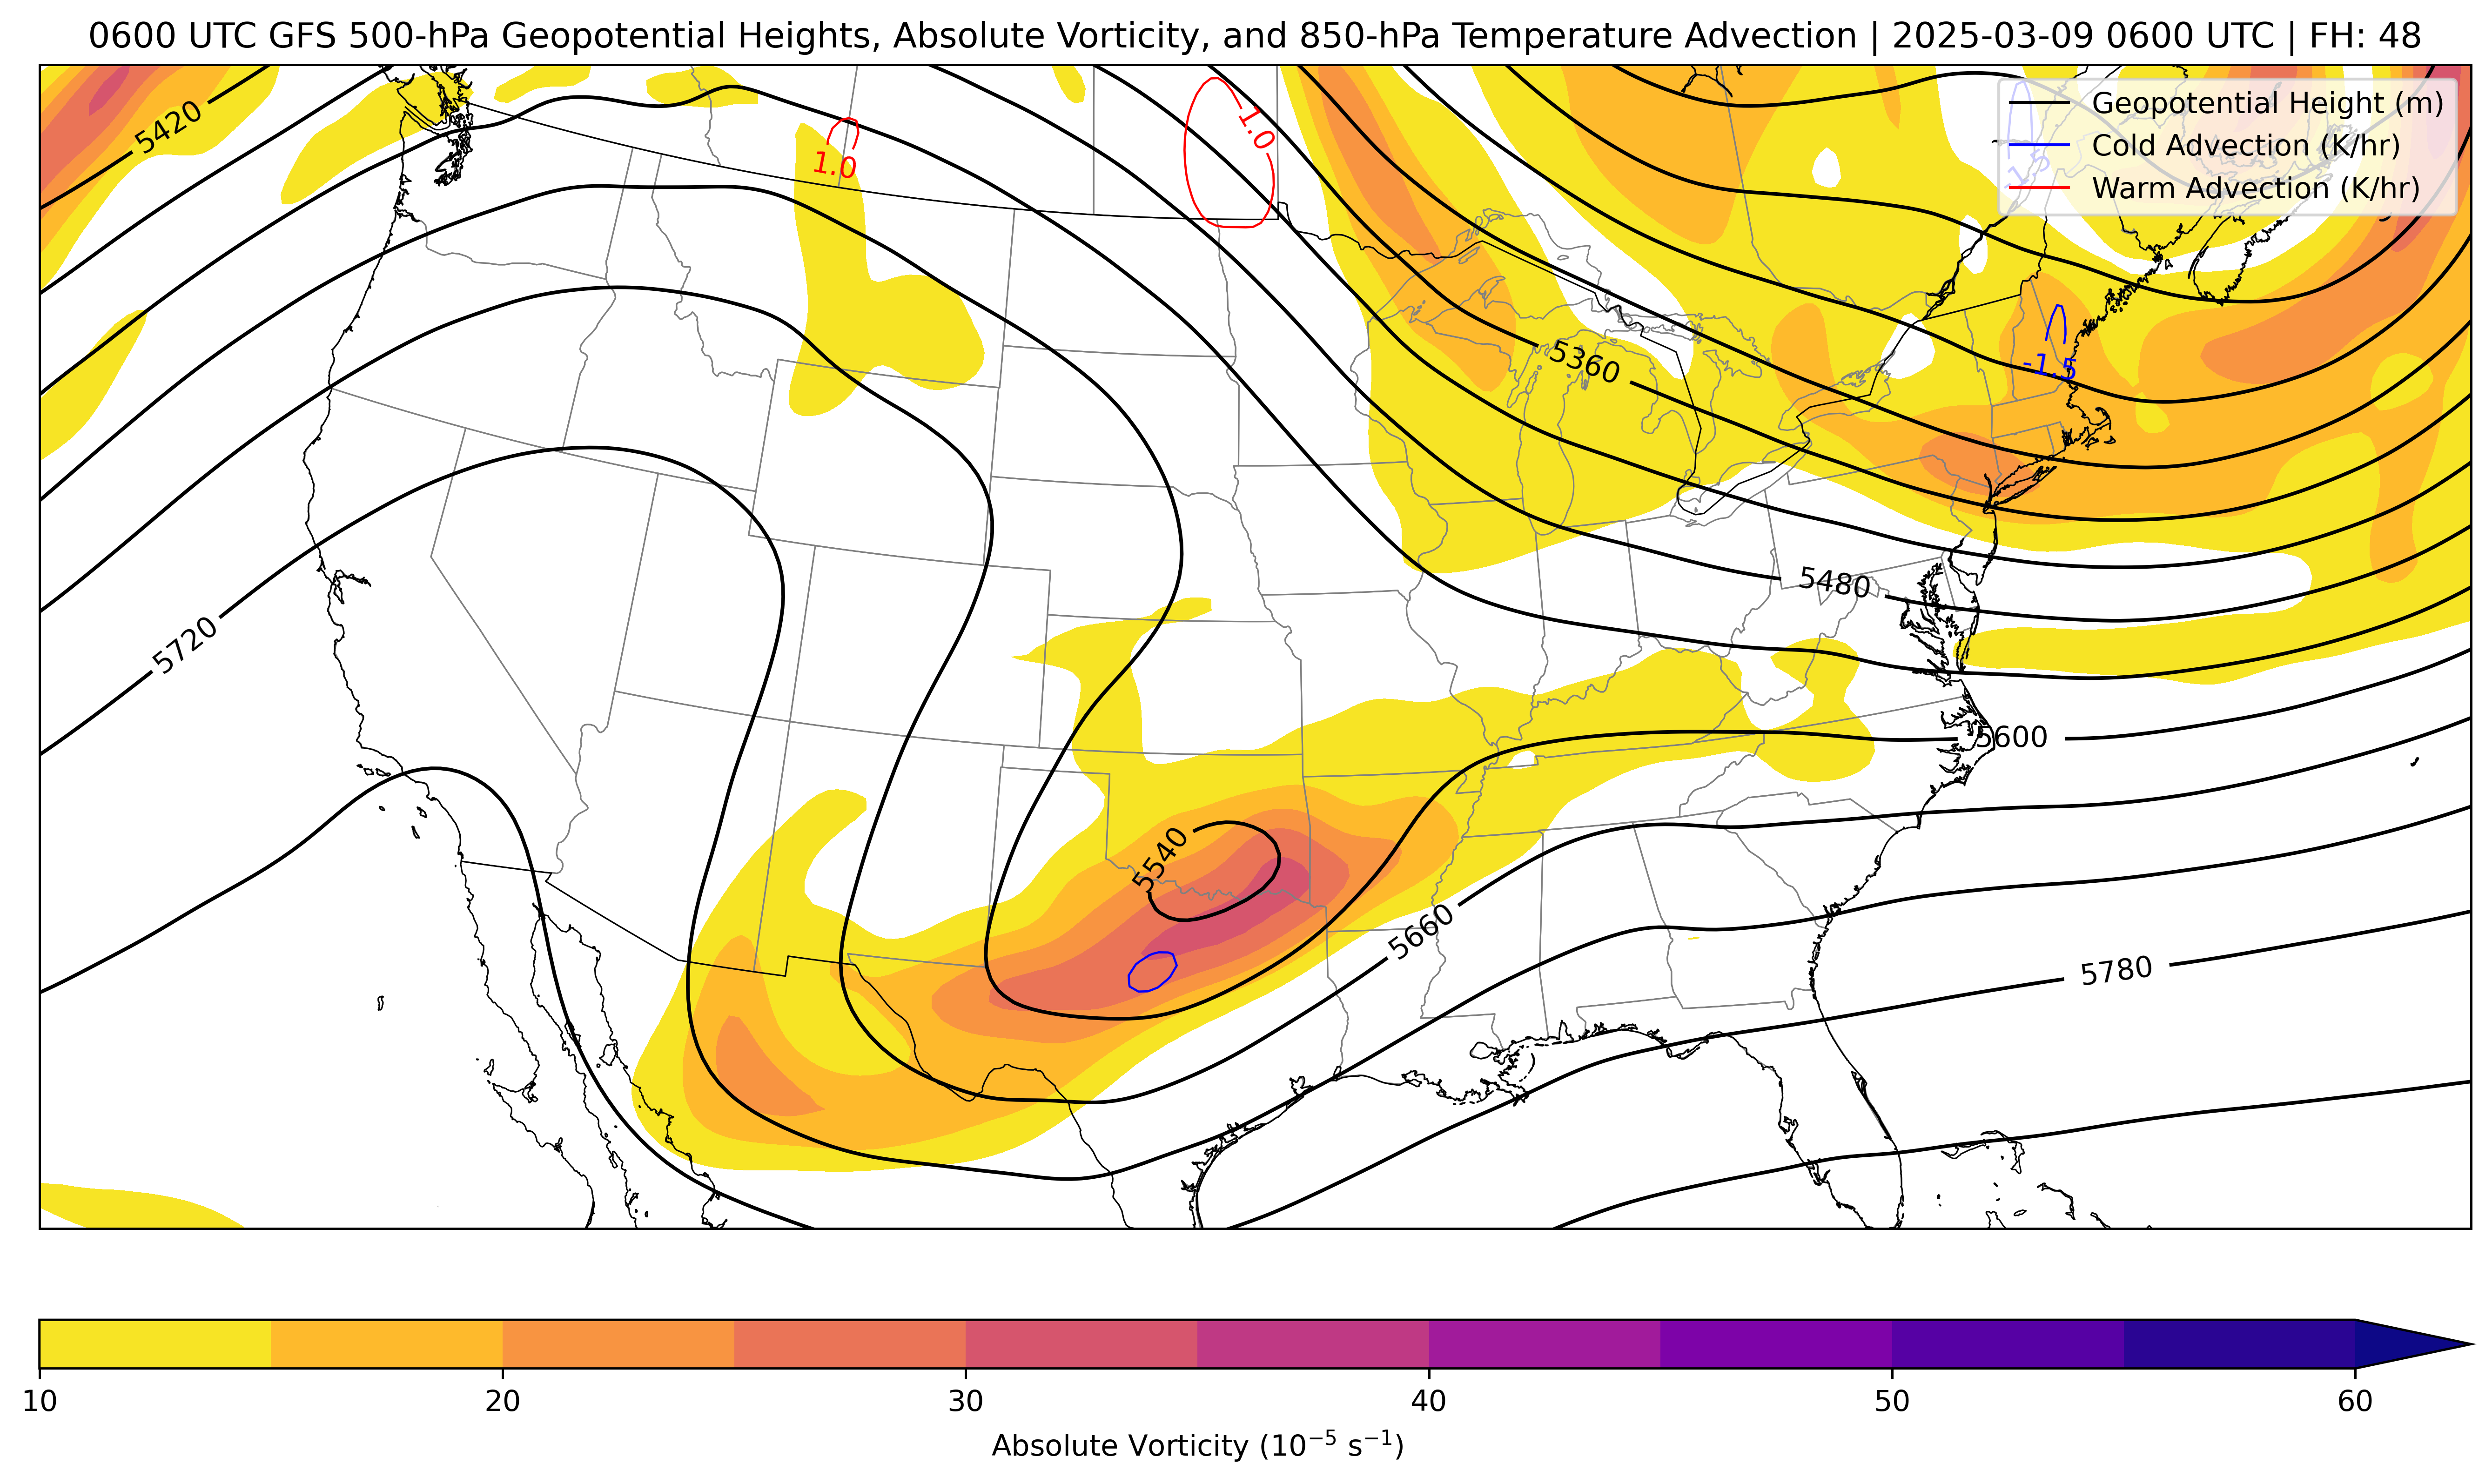 0600 UTC GFS 500-hPa Geopotential Heights, Absolute Vorticity, and 850-hPa Temperature Advection | 2025-03-09 0600 UTC | FH: 48
Geopotential Height (m)
Cold Advection (K/hr)
Warm Advection (K/hr)
5420
1.0
1.0
-1.5
5360
-1.5
5480
5720
5600
5540
5660
5780
10 20 30 40 50 60
Absolute Vorticity (10⁻⁵ s⁻¹)